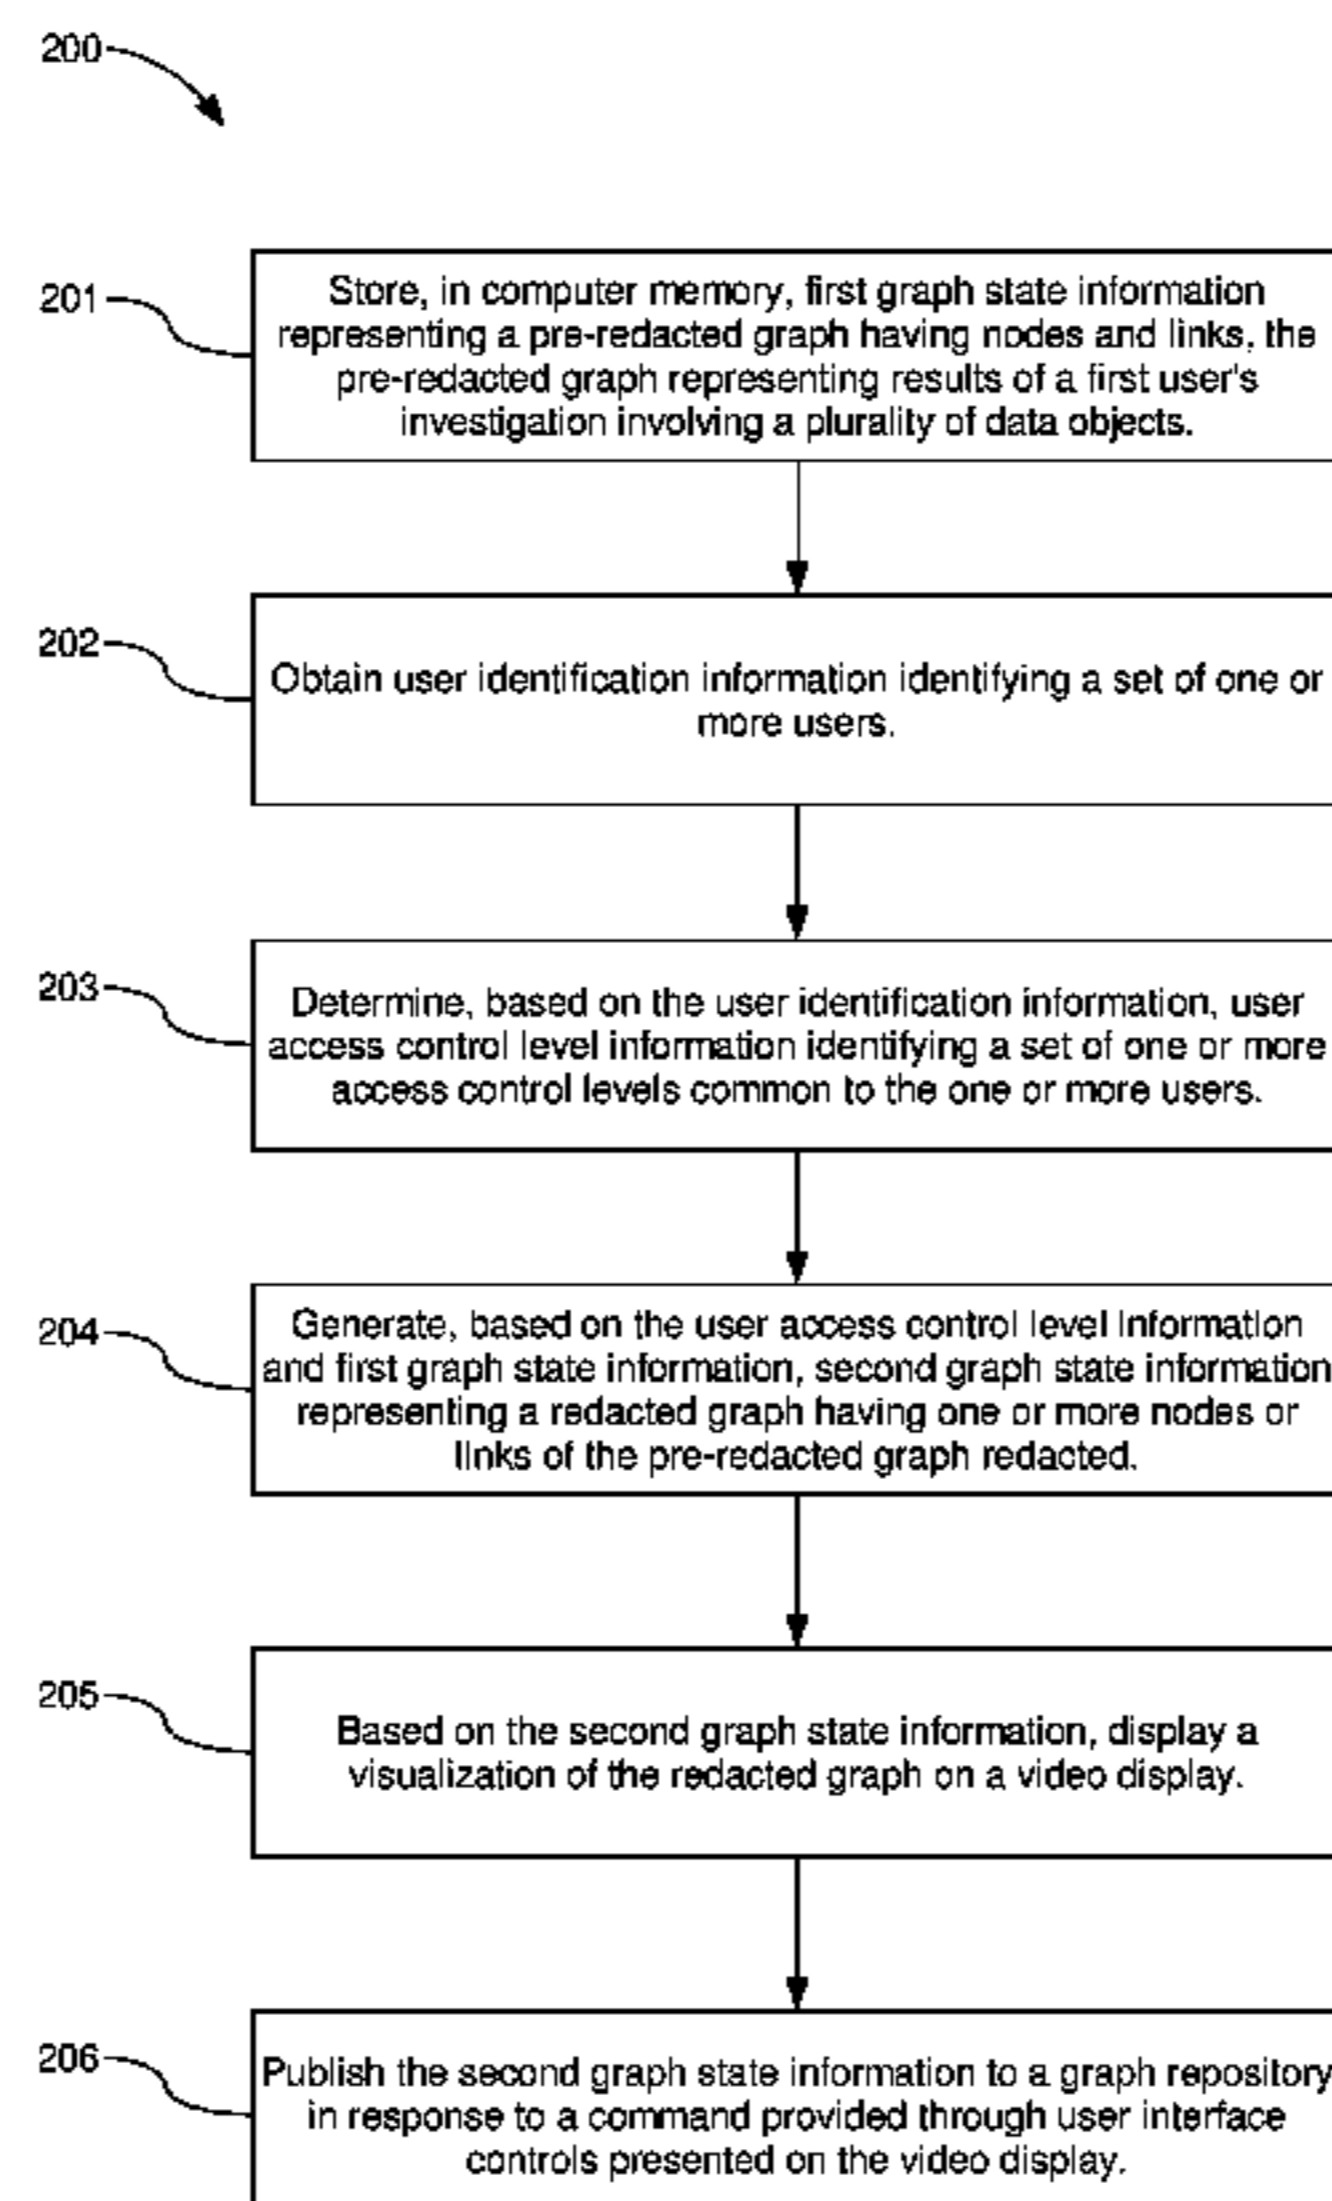 200
201
Store, in computer memory, first graph state information
representing a pre-redacted graph having nodes and links, the
pre-redacted graph representing results of a first user's
investigation involving a plurality of data objects.
202
Obtain user identification information identifying a set of one or
more users.
203
Determine, based on the user identification information, user
access control level information identifying a set of one or more
access control levels common to the one or more users.
204
Generate, based on the user access control level information
and first graph state information, second graph state information
representing a redacted graph having one or more nodes or
links of the pre-redacted graph redacted.
205
Based on the second graph state information, display a
visualization of the redacted graph on a video display.
206
Publish the second graph state information to a graph repository
in response to a command provided through user interface
controls presented on the video display.